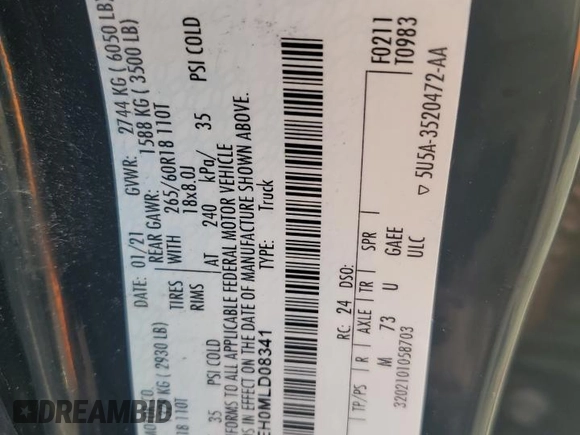 MO CO.
DATE: 01/21 GVWR: 2744 KG ( 6050 LB)
KG ( 2930 LB) REAR GAWR: 1588 KG ( 3500 LB)
110T TIRES WITH 265/60R18 110T
RIMS 18x8.0J
35 PSI COLD AT 240 kPa/ 35 PSI COLD
TO ALL APPLICABLE FEDERAL MOTOR VEHICLE
IN EFFECT ON THE DATE OF MANUFACTURE SHOWN ABOVE.
EH0MLD08341 TYPE: Truck
F0211
RC: 24 DSO: T0983
TP/PS R AXLE TR SPR
M 73 U GAEE
ULC
3202101058703
▽ 5U5A-3520472-AA
DREAMBID